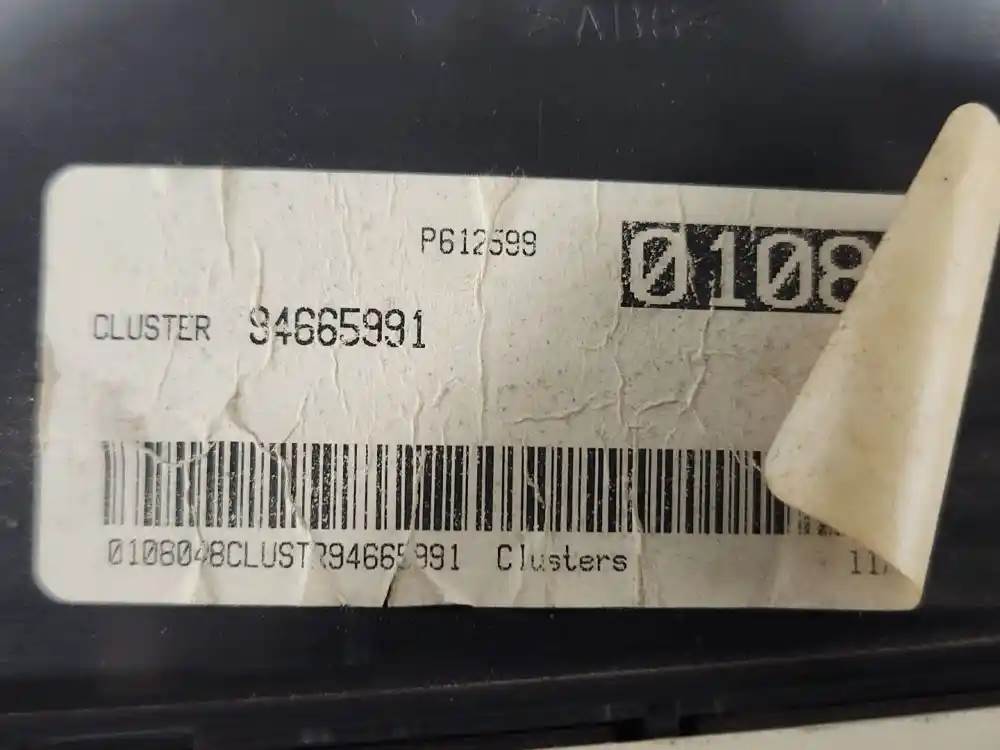 P612599
0108
CLUSTER 94665991
0108048CLUSTR94665991 Clusters